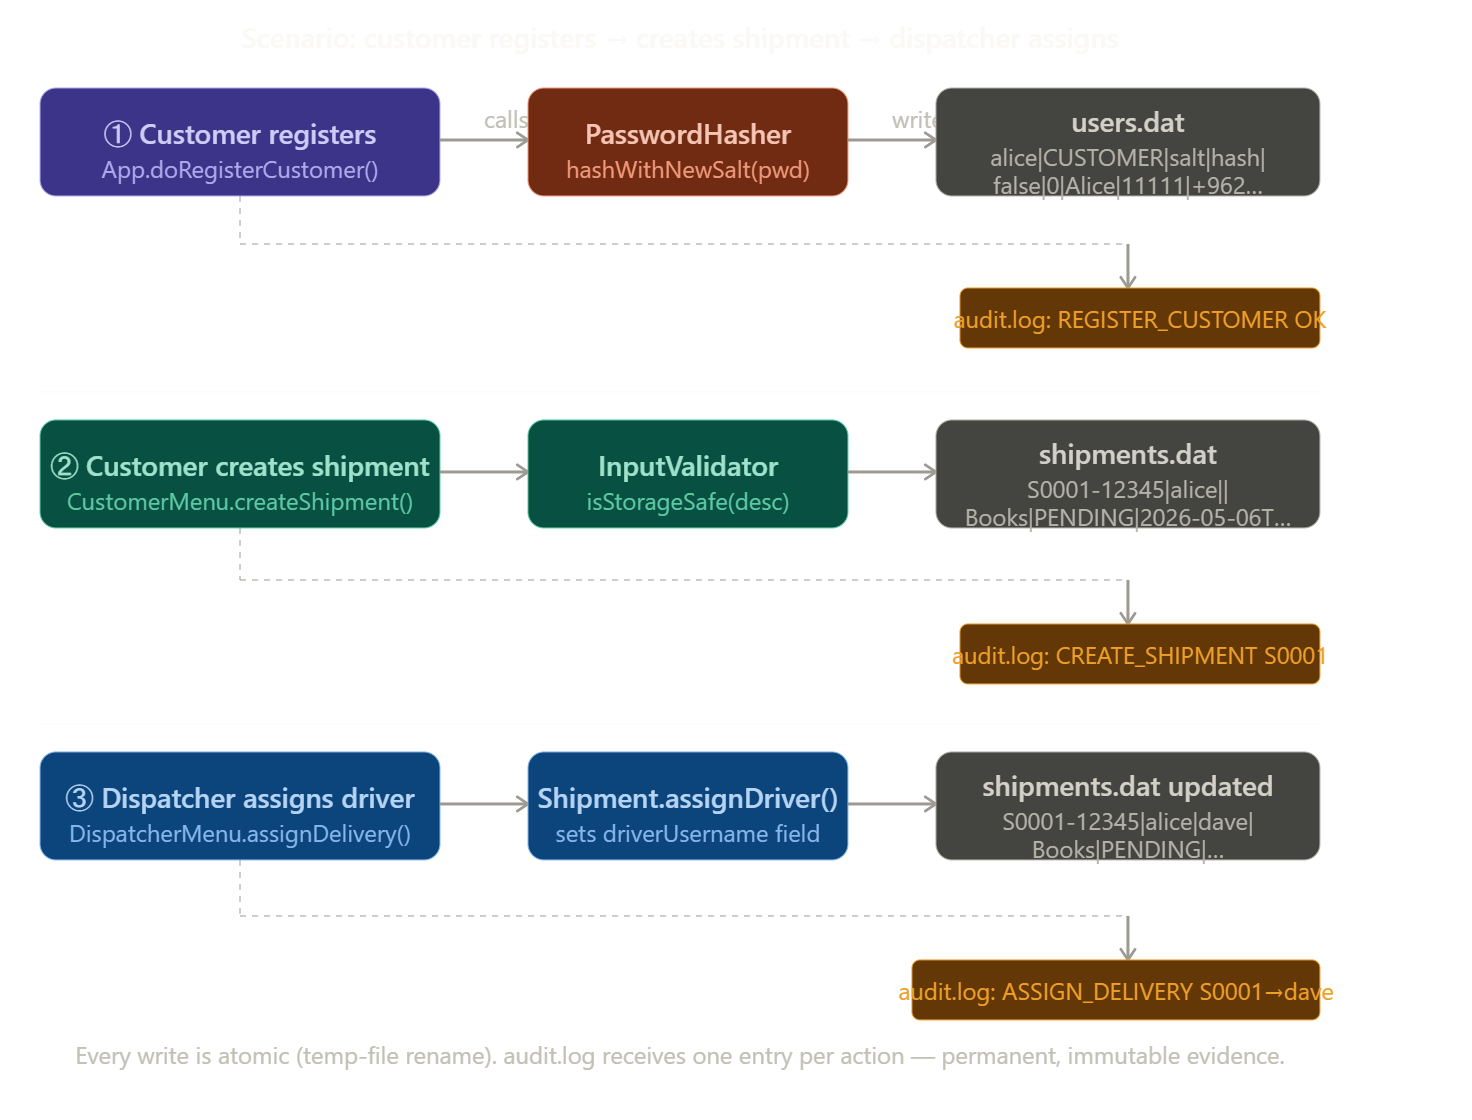 Scenario: customer registers → creates shipment → dispatcher assigns
① Customer registers
App.doRegisterCustomer()
calls
PasswordHasher
hashWithNewSalt(pwd)
write
users.dat
alice|CUSTOMER|salt|hash|
false|0|Alice|11111|+962...
audit.log: REGISTER_CUSTOMER OK
② Customer creates shipment
CustomerMenu.createShipment()
InputValidator
isStorageSafe(desc)
shipments.dat
S0001-12345|alice||
Books|PENDING|2026-05-06T...
audit.log: CREATE_SHIPMENT S0001
③ Dispatcher assigns driver
DispatcherMenu.assignDelivery()
Shipment.assignDriver()
sets driverUsername field
shipments.dat updated
S0001-12345|alice|dave|
Books|PENDING|...
audit.log: ASSIGN_DELIVERY S0001→dave
Every write is atomic (temp-file rename). audit.log receives one entry per action — permanent, immutable evidence.